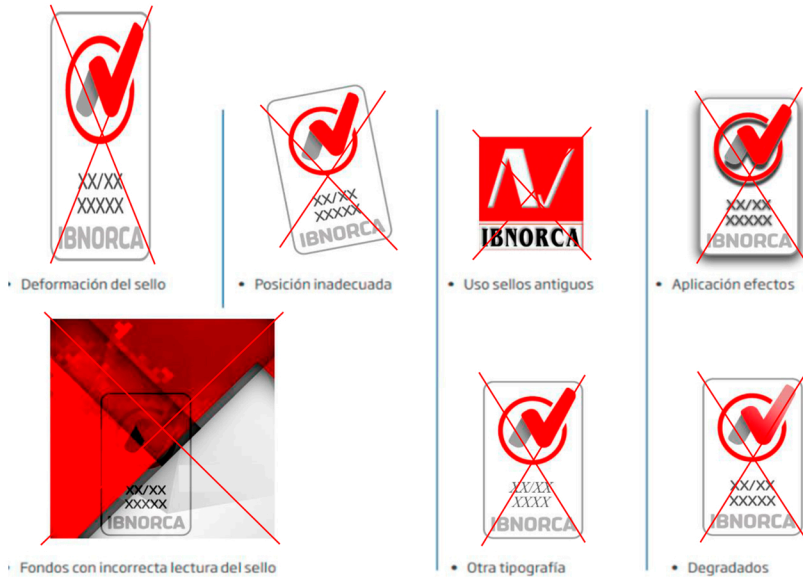 XX/XX
XXXXX
IBNORCA
• Deformación del sello
XX/XX
XXXXX
IBNORCA
• Posición inadecuada
IBNORCA
• Uso sellos antiguos
XX/XX
XXXXX
IBNORCA
• Aplicación efectos
XX/XX
XXXXX
IBNORCA
• Fondos con incorrecta lectura del sello
XX/XX
XXXX
IBNORCA
• Otra tipografía
XX/XX
XXXXX
IBNORCA
• Degradados